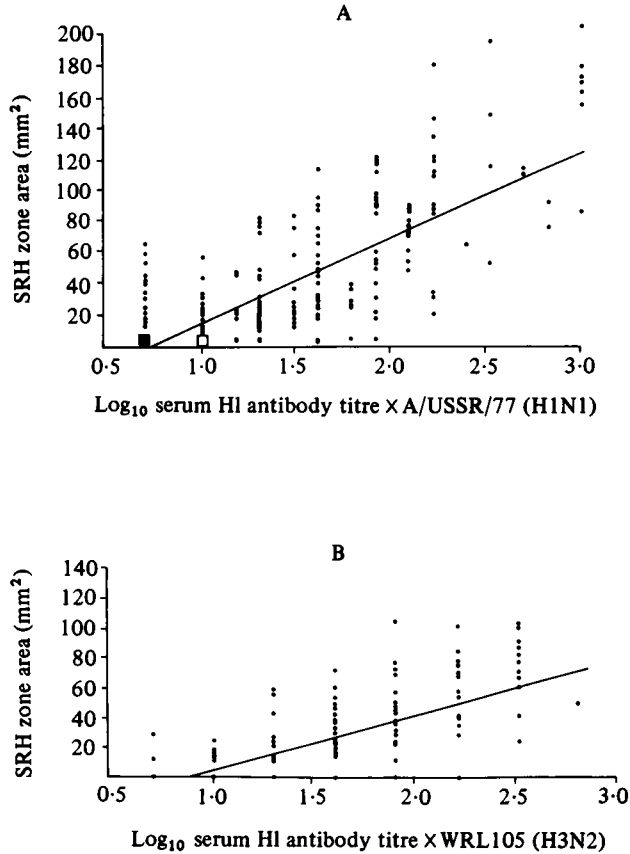 A
SRH zone area (mm²)
200
180
160
140
120
100
80
60
40
20
0·5 1·0 1·5 2·0 2·5 3·0
Log₁₀ serum HI antibody titre × A/USSR/77 (H1N1)
B
SRH zone area (mm²)
140
120
100
80
60
40
20
0·5 1·0 1·5 2·0 2·5 3·0
Log₁₀ serum HI antibody titre × WRL105 (H3N2)